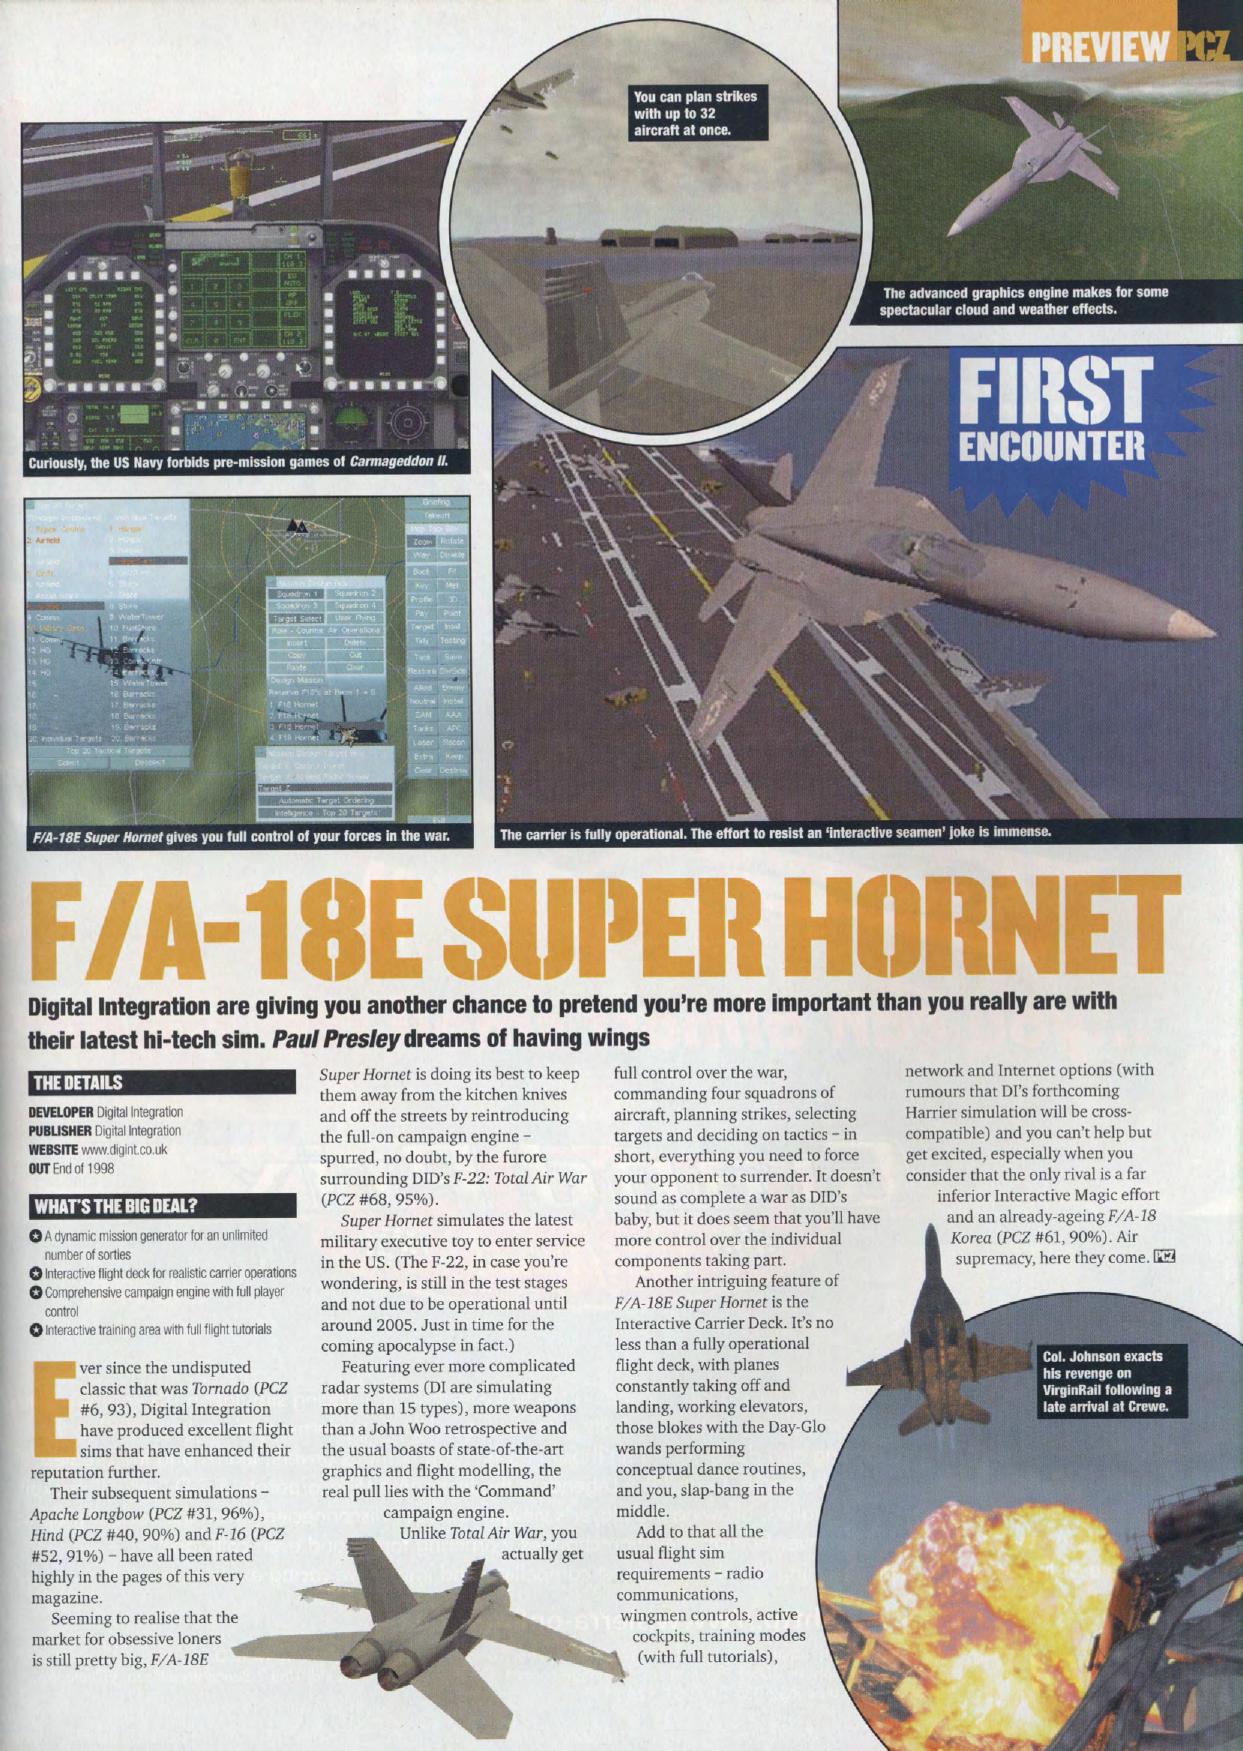 PREVIEW PCZ
You can plan strikes
with up to 32
aircraft at once.
The advanced graphics engine makes for some
spectacular cloud and weather effects.
FIRST
ENCOUNTER
Curiously, the US Navy forbids pre-mission games of Carmageddon II.
Squadron 1 Squadron 2
Squadron 3 Squadron 4
Target Select
Automatic Target Ordering
Intelligence - Top 20 Targets
F/A-18E Super Hornet gives you full control of your forces in the war.
The carrier is fully operational. The effort to resist an ‘interactive seamen’ joke is immense.
F/A-18E SUPER HORNET
Digital Integration are giving you another chance to pretend you’re more important than you really are with
their latest hi-tech sim. Paul Presley dreams of having wings
THE DETAILS
DEVELOPER Digital Integration
PUBLISHER Digital Integration
WEBSITE www.digint.co.uk
OUT End of 1998
WHAT’S THE BIG DEAL?
A dynamic mission generator for an unlimited
number of sorties
Interactive flight deck for realistic carrier operations
Comprehensive campaign engine with full player
control
Interactive training area with full flight tutorials
Ever since the undisputed
classic that was Tornado (PCZ
#6, 93), Digital Integration
have produced excellent flight
sims that have enhanced their
reputation further.
Their subsequent simulations –
Apache Longbow (PCZ #31, 96%),
Hind (PCZ #40, 90%) and F-16 (PCZ
#52, 91%) – have all been rated
highly in the pages of this very
magazine.
Seeming to realise that the
market for obsessive loners
is still pretty big, F/A-18E
Super Hornet is doing its best to keep
them away from the kitchen knives
and off the streets by reintroducing
the full-on campaign engine –
spurred, no doubt, by the furore
surrounding DID’s F-22: Total Air War
(PCZ #68, 95%).
Super Hornet simulates the latest
military executive toy to enter service
in the US. (The F-22, in case you’re
wondering, is still in the test stages
and not due to be operational until
around 2005. Just in time for the
coming apocalypse in fact.)
Featuring ever more complicated
radar systems (DI are simulating
more than 15 types), more weapons
than a John Woo retrospective and
the usual boasts of state-of-the-art
graphics and flight modelling, the
real pull lies with the ‘Command’
campaign engine.
Unlike Total Air War, you
actually get
full control over the war,
commanding four squadrons of
aircraft, planning strikes, selecting
targets and deciding on tactics – in
short, everything you need to force
your opponent to surrender. It doesn’t
sound as complete a war as DID’s
baby, but it does seem that you’ll have
more control over the individual
components taking part.
Another intriguing feature of
F/A-18E Super Hornet is the
Interactive Carrier Deck. It’s no
less than a fully operational
flight deck, with planes
constantly taking off and
landing, working elevators,
those blokes with the Day-Glo
wands performing
conceptual dance routines,
and you, slap-bang in the
middle.
Add to that all the
usual flight sim
requirements – radio
communications,
wingmen controls, active
cockpits, training modes
(with full tutorials),
network and Internet options (with
rumours that DI’s forthcoming
Harrier simulation will be cross-
compatible) and you can’t help but
get excited, especially when you
consider that the only rival is a far
inferior Interactive Magic effort
and an already-ageing F/A-18
Korea (PCZ #61, 90%). Air
supremacy, here they come. PCZ
Col. Johnson exacts
his revenge on
VirginRail following a
late arrival at Crewe.